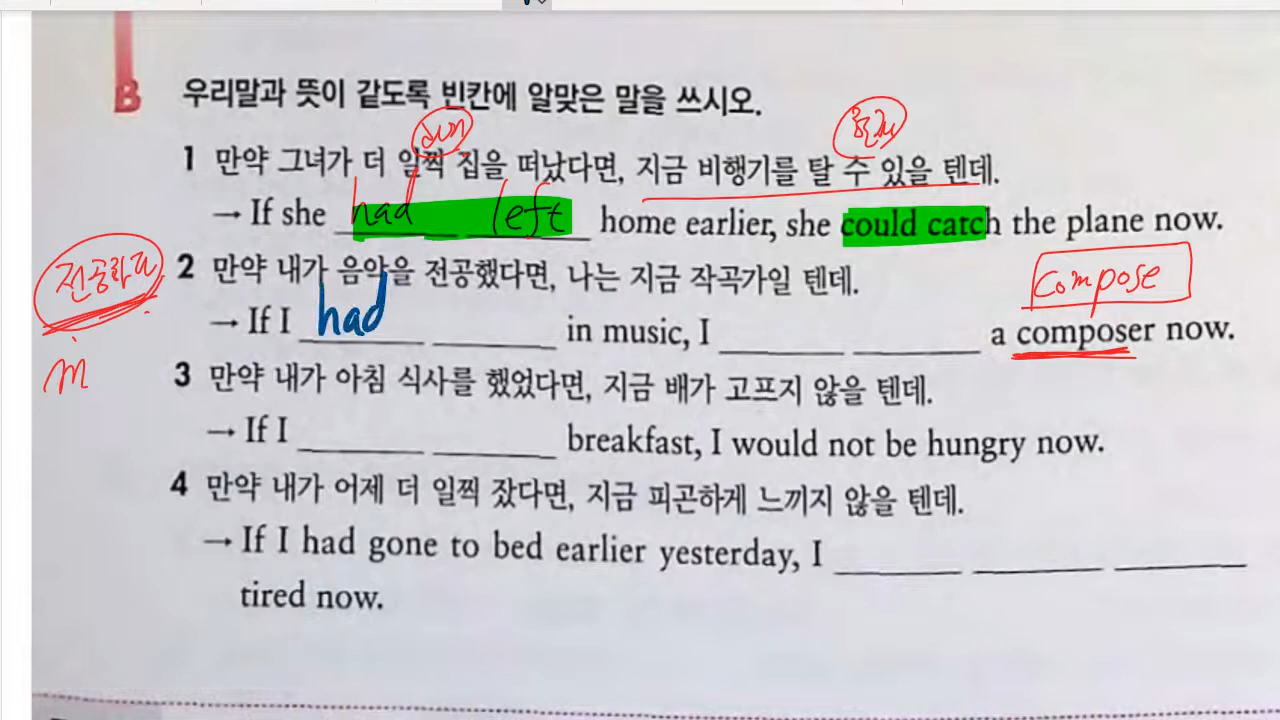 B 우리말과 뜻이 같도록 빈칸에 알맞은 말을 쓰시오.
1 만약 그녀가 더 일찍 집을 떠났다면, 지금 비행기를 탈 수 있을 텐데.
→ If she had left home earlier, she could catch the plane now.
전공하다
2 만약 내가 음악을 전공했다면, 나는 지금 작곡가일 텐데.
compose
→ If I had in music, I a composer now.
m
3 만약 내가 아침 식사를 했었다면, 지금 배가 고프지 않을 텐데.
→ If I breakfast, I would not be hungry now.
4 만약 내가 어제 더 일찍 잤다면, 지금 피곤하게 느끼지 않을 텐데.
→ If I had gone to bed earlier yesterday, I
tired now.